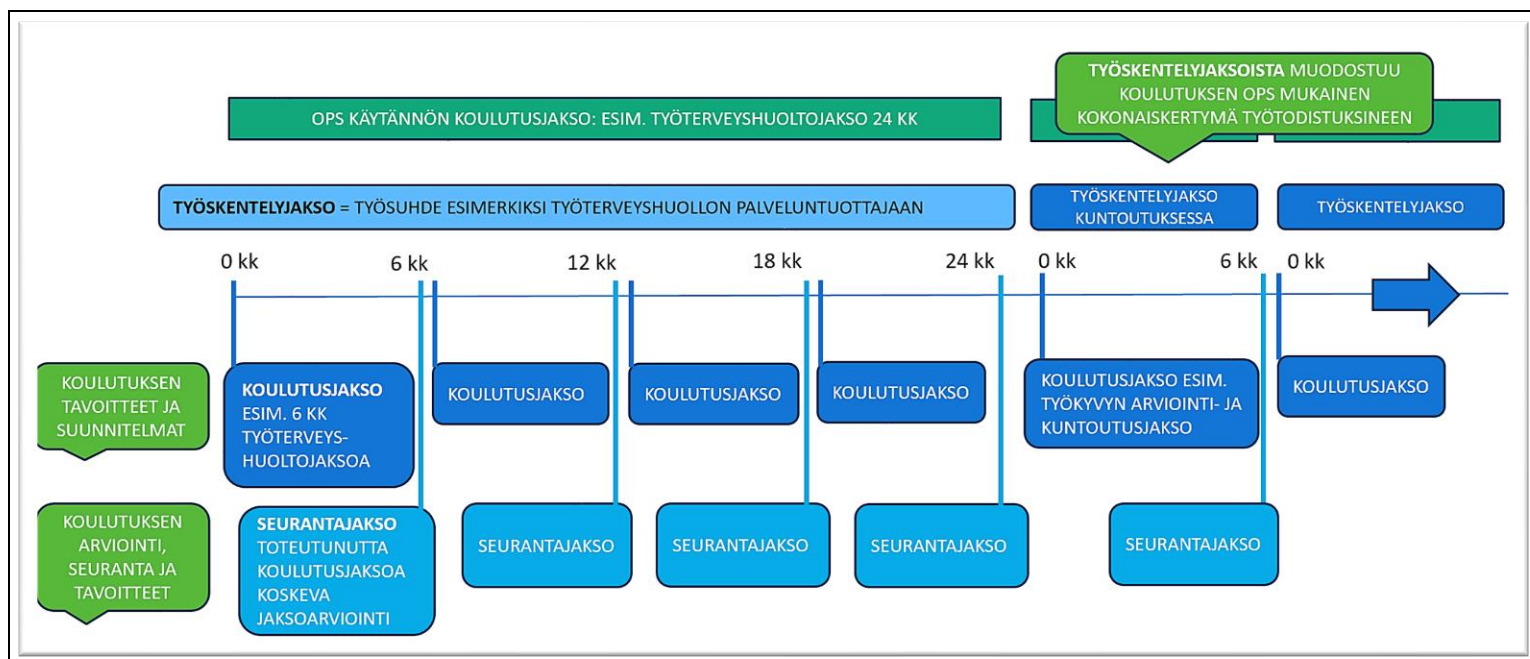 TYÖSKENTELYJAKSOISTA MUODOSTUU
KOULUTUKSEN OPS MUKAINEN
KOKONAISKERTYMÄ TYÖTODISTUKSINEEN
OPS KÄYTÄNNÖN KOULUTUSJAKSO: ESIM. TYÖTERVEYSHUOLTOJAKSO 24 KK
TYÖSKENTELYJAKSO = TYÖSUHDE ESIMERKIKSI TYÖTERVEYSHUOLLON PALVELUNTUOTTAJAAN
TYÖSKENTELYJAKSO
KUNTOUTUKSESSA
TYÖSKENTELYJAKSO
0 kk
6 kk
12 kk
18 kk
24 kk
0 kk
6 kk
0 kk
KOULUTUKSEN
TAVOITTEET JA
SUUNNITELMAT
KOULUTUSJAKSO
ESIM. 6 KK
TYÖTERVEYS-
HUOLTOJAKSOA
KOULUTUSJAKSO
KOULUTUSJAKSO
KOULUTUSJAKSO
KOULUTUSJAKSO ESIM.
TYÖKYVYN ARVIOINTI- JA
KUNTOUTUSJAKSO
KOULUTUSJAKSO
KOULUTUKSEN
ARVIOINTI,
SEURANTA JA
TAVOITTEET
SEURANTAJAKSO
TOTEUTUNUTTA
KOULUTUSJAKSOA
KOSKEVA
JAKSOARVIOINTI
SEURANTAJAKSO
SEURANTAJAKSO
SEURANTAJAKSO
SEURANTAJAKSO